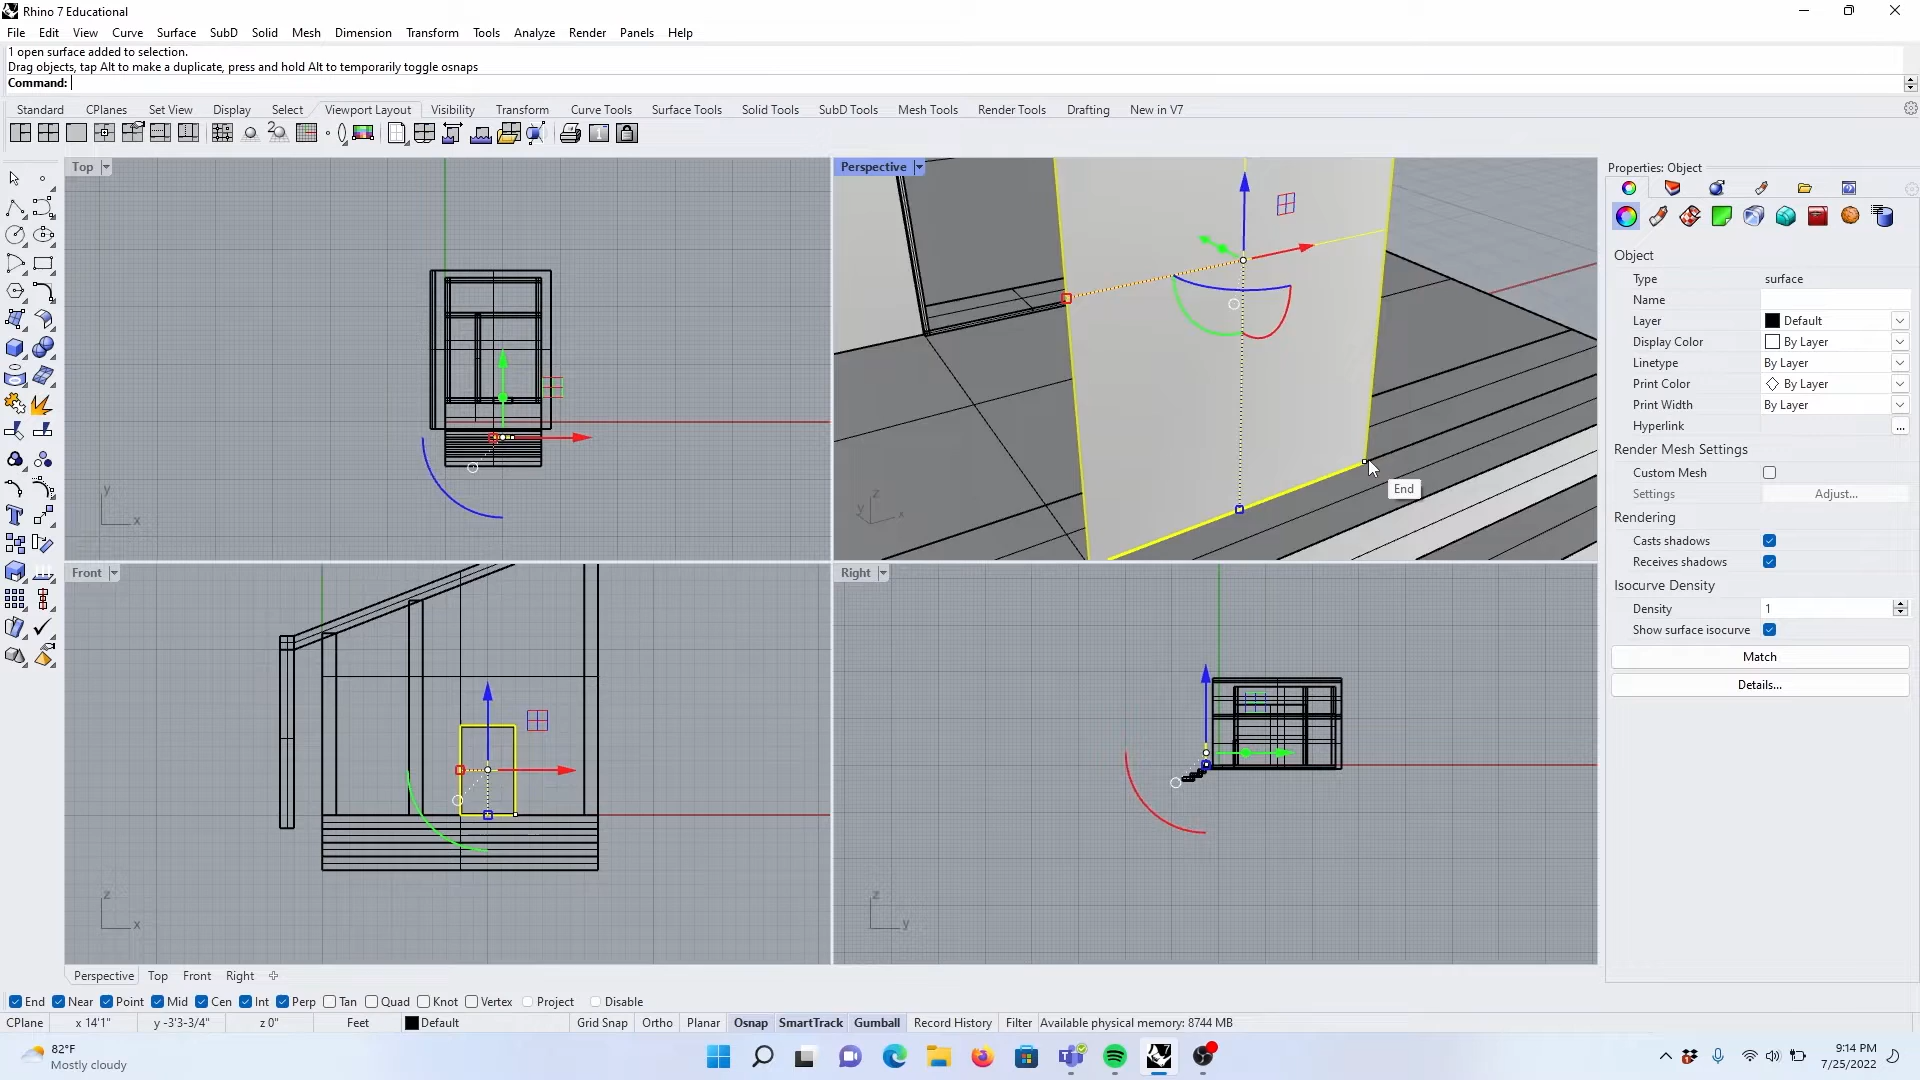 Rhino 7 Educational
File Edit View Curve Surface SubD Solid Mesh Dimension Transform Tools Analyze Render Panels Help
1 open surface added to selection.
Drag objects, tap Alt to make a duplicate, press and hold Alt to temporarily toggle osnaps
Command:
Standard CPlanes Set View Display Select Viewport Layout Visibility Transform Curve Tools Surface Tools Solid Tools SubD Tools Mesh Tools Render Tools Drafting New in V7
Top
y
x
Perspective
z
y
x
End
Front
z
x
Right
z
y
Properties: Object
Object
Type surface
Name
Layer Default
Display Color By Layer
Linetype By Layer
Print Color By Layer
Print Width By Layer
Hyperlink ...
Render Mesh Settings
Custom Mesh
Settings Adjust...
Rendering
Casts shadows
Receives shadows
Isocurve Density
Density 1
Show surface isocurve
Match
Details...
Perspective Top Front Right
End Near Point Mid Cen Int Perp Tan Quad Knot Vertex Project Disable
CPlane x 14'1" y -3'3-3/4" z 0" Feet Default Grid Snap Ortho Planar Osnap SmartTrack Gumball Record History Filter Available physical memory: 8744 MB
82°F
Mostly cloudy
9:14 PM
7/25/2022